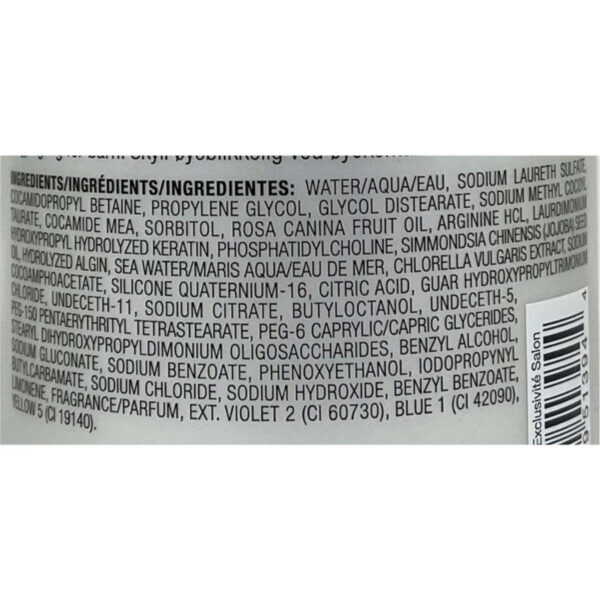 INGREDIENTS/INGRÉDIENTS/INGREDIENTES: WATER/AQUA/EAU, SODIUM LAURETH SULFATE,
COCAMIDOPROPYL BETAINE, PROPYLENE GLYCOL, GLYCOL DISTEARATE, SODIUM METHYL COCOYL
TAURATE, COCAMIDE MEA, SORBITOL, ROSA CANINA FRUIT OIL, ARGININE HCL, LAURDIMONIUM
HYDROXYPROPYL HYDROLYZED KERATIN, PHOSPHATIDYLCHOLINE, SIMMONDSIA CHINENSIS (JOJOBA) SEED
OIL, HYDROLYZED ALGIN, SEA WATER/MARIS AQUA/EAU DE MER, CHLORELLA VULGARIS EXTRACT, SODIUM
COCOAMPHOACETATE, SILICONE QUATERNIUM-16, CITRIC ACID, GUAR HYDROXYPROPYLTRIMONIUM
CHLORIDE, UNDECETH-11, SODIUM CITRATE, BUTYLOCTANOL, UNDECETH-5,
PEG-150 PENTAERYTHRITYL TETRASTEARATE, PEG-6 CAPRYLIC/CAPRIC GLYCERIDES,
STEARYL DIHYDROXYPROPYLDIMONIUM OLIGOSACCHARIDES, BENZYL ALCOHOL,
SODIUM GLUCONATE, SODIUM BENZOATE, PHENOXYETHANOL, IODOPROPYNYL
BUTYLCARBAMATE, SODIUM CHLORIDE, SODIUM HYDROXIDE, BENZYL BENZOATE,
LIMONENE, FRAGRANCE/PARFUM, EXT. VIOLET 2 (CI 60730), BLUE 1 (CI 42090),
YELLOW 5 (CI 19140).
Exclusivité Salon